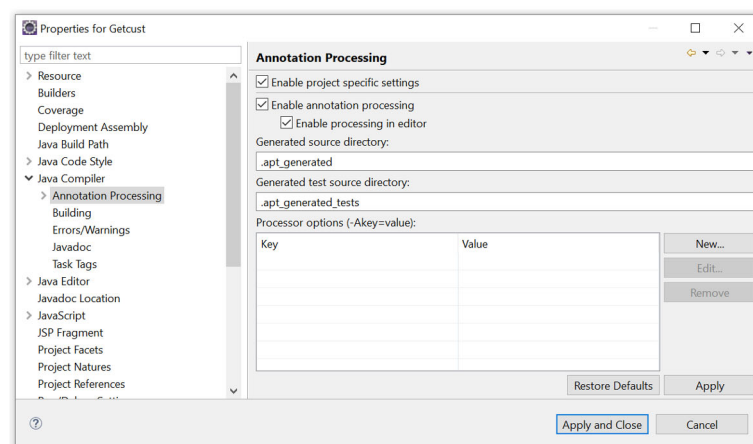 Properties for Getcust
type filter text
Resource
Builders
Coverage
Deployment Assembly
Java Build Path
Java Code Style
Java Compiler
Annotation Processing
Building
Errors/Warnings
Javadoc
Task Tags
Java Editor
Javadoc Location
JavaScript
JSP Fragment
Project Facets
Project Natures
Project References
Annotation Processing
Enable project specific settings
Enable annotation processing
Enable processing in editor
Generated source directory:
.apt_generated
Generated test source directory:
.apt_generated_tests
Processor options (-Akey=value):
Key Value
New...
Edit...
Remove
Restore Defaults Apply
Apply and Close Cancel